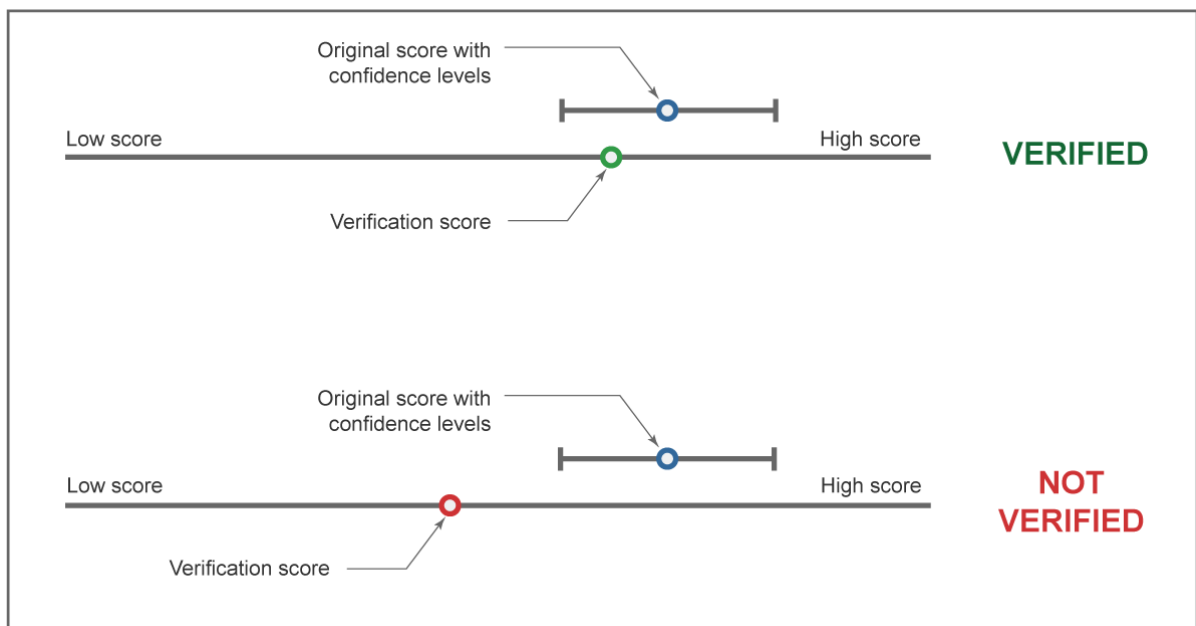 Original score with
confidence levels
Low score
High score
VERIFIED
Verification score
Original score with
confidence levels
Low score
High score
NOT
VERIFIED
Verification score